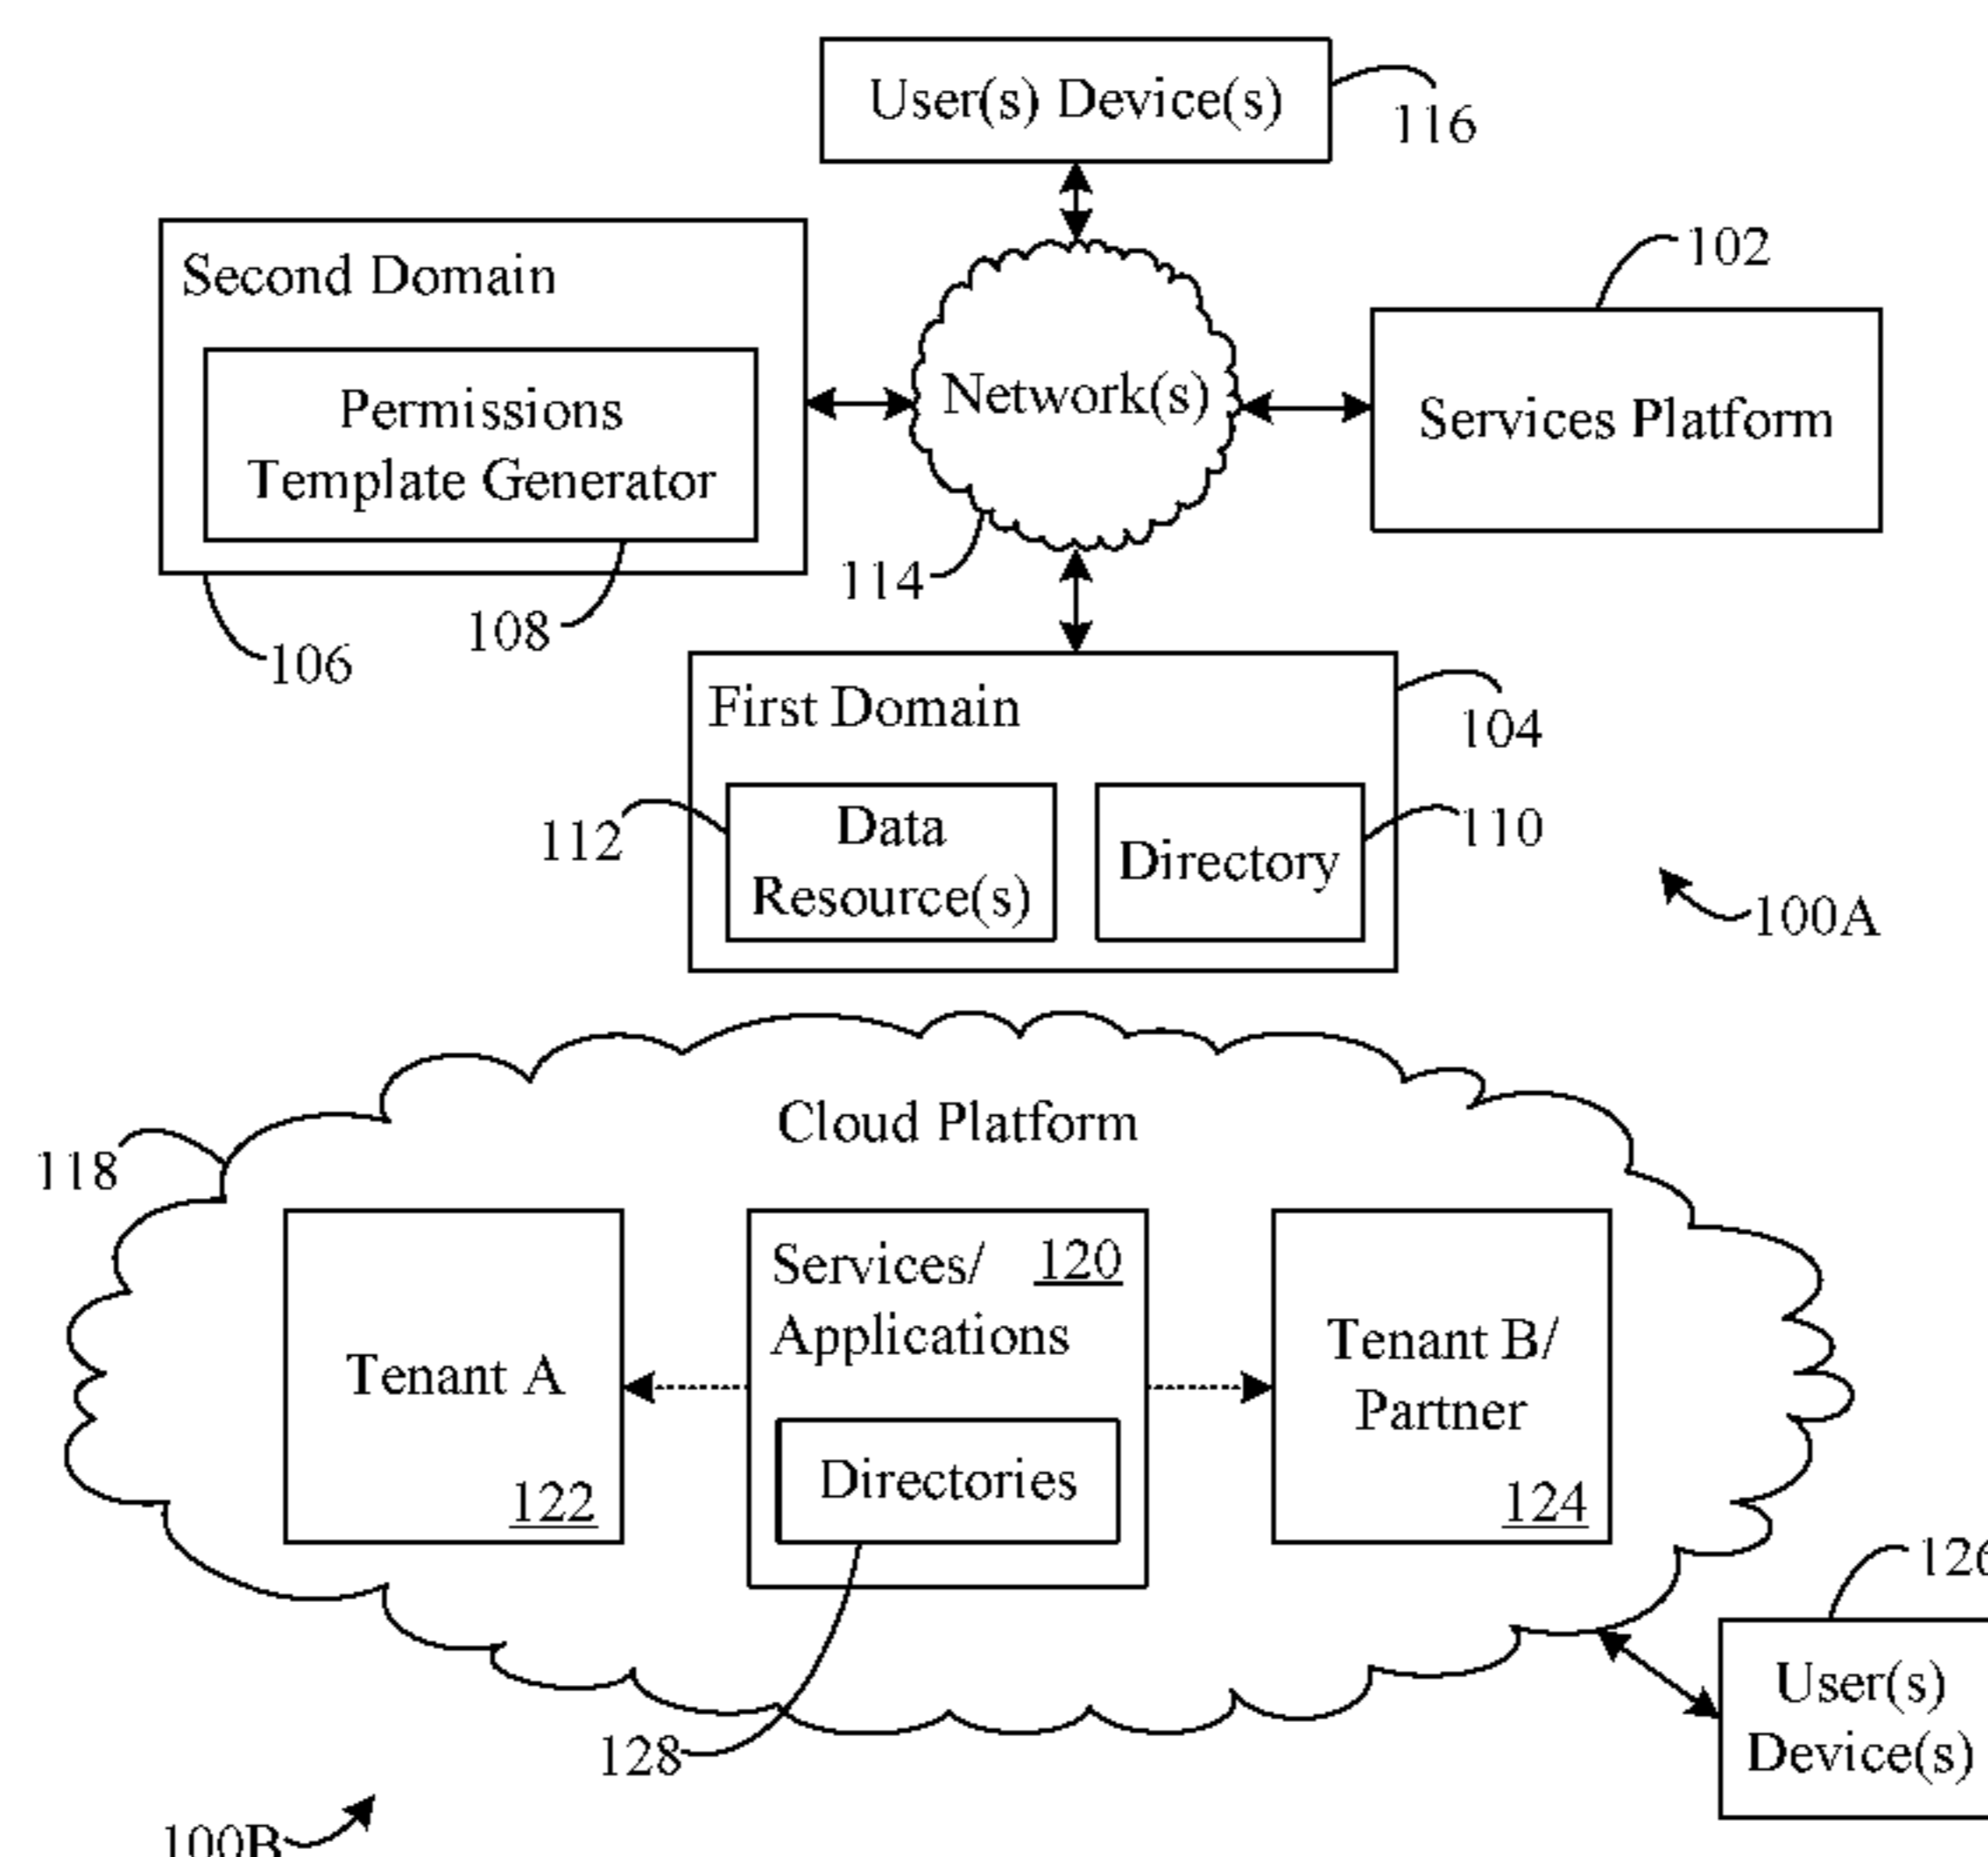 User(s) Device(s)
116
Second Domain
102
Permissions
Template Generator
Network(s)
Services Platform
114
108
106
First Domain
104
112
Data
Resource(s)
Directory
110
100A
Cloud Platform
118
Services/
Applications
120
Tenant A
Tenant B/
Partner
Directories
122
124
126
User(s)
Device(s)
128
100B